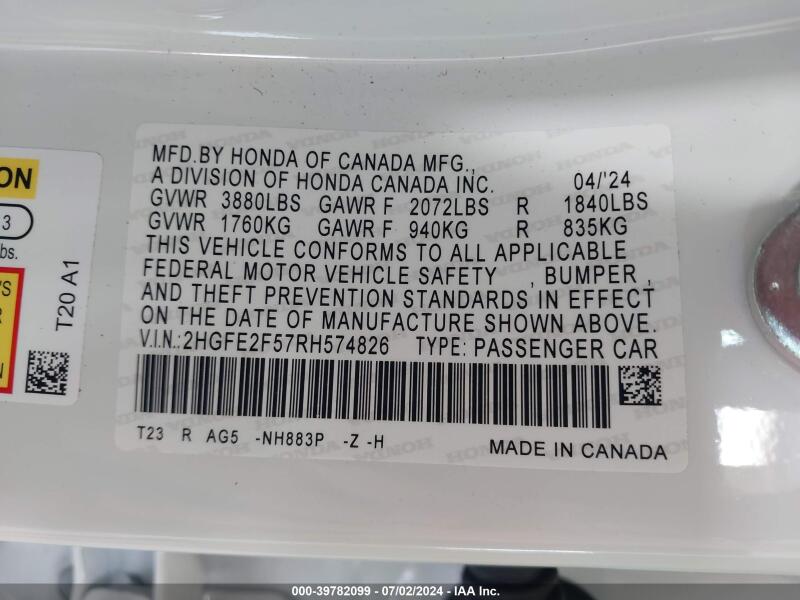 MFD.BY HONDA OF CANADA MFG.,
A DIVISION OF HONDA CANADA INC. 04/'24
GVWR 3880LBS GAWR F 2072LBS R 1840LBS
GVWR 1760KG GAWR F 940KG R 835KG
THIS VEHICLE CONFORMS TO ALL APPLICABLE
FEDERAL MOTOR VEHICLE SAFETY , BUMPER ,
AND THEFT PREVENTION STANDARDS IN EFFECT
ON THE DATE OF MANUFACTURE SHOWN ABOVE.
V.I.N.:2HGFE2F57RH574826 TYPE: PASSENGER CAR
T23 R AG5 -NH883P -Z -H
MADE IN CANADA
T20 A1
000-39782099 - 07/02/2024 - IAA Inc.